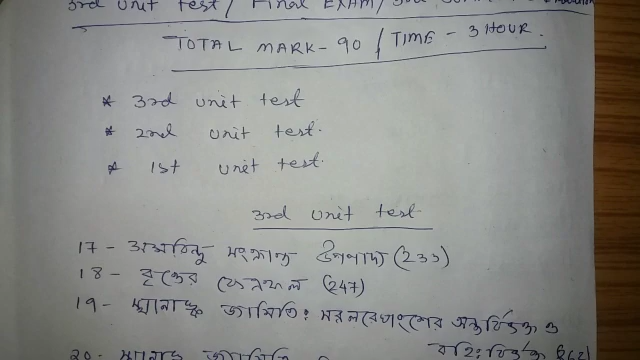 3rd unit test / Final EXAM /
TOTAL MARK - 90 / TIME - 3 HOUR.
* 3rd unit test
* 2nd unit test.
* 1st unit test.
3rd unit test.
17 - সমবিন্দু সংক্রান্ত উপপাদ্য (233)
18 - বৃত্তের ক্ষেত্রফল (247)
19 - স্থানাঙ্ক জ্যামিতি: সরলরেখাংশের অন্তর্বিভক্ত ও
বহি: বিভক্ত
20 - স্থানাঙ্ক জ্যামিতি